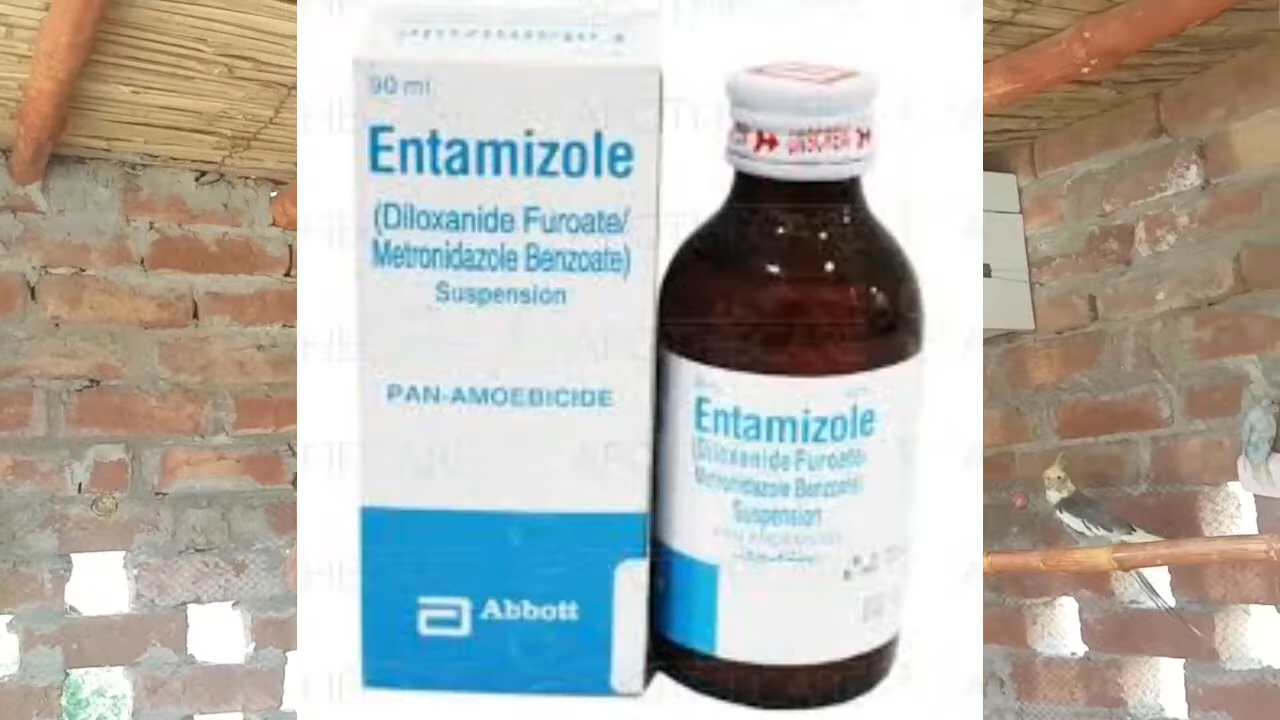 90 ml
Entamizole
(Diloxanide Furoate/
Metronidazole Benzoate)
Suspension
PAN-AMOEBICIDE
Abbott
UNSCREW
Entamizole
(Diloxanide Furoate/
Metronidazole Benzoate)
Suspension